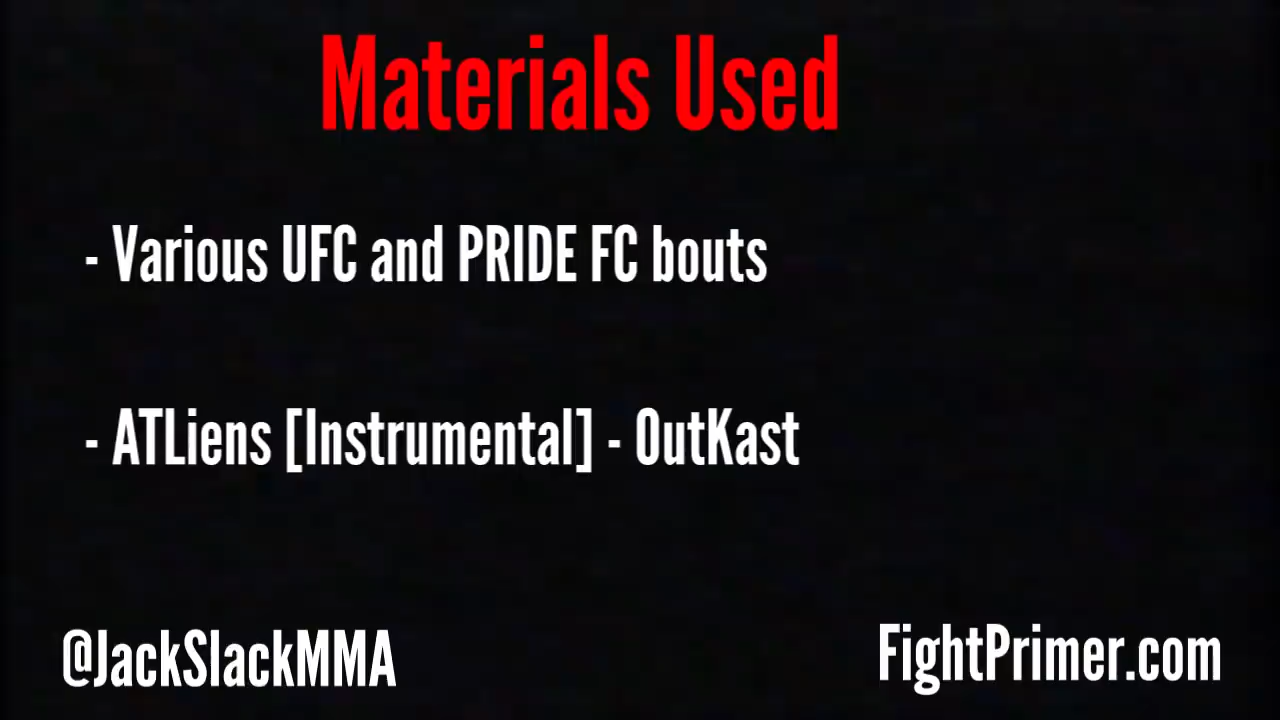 Materials Used
- Various UFC and PRIDE FC bouts
- ATLiens [Instrumental] - OutKast
@JackSlackMMA
FightPrimer.com